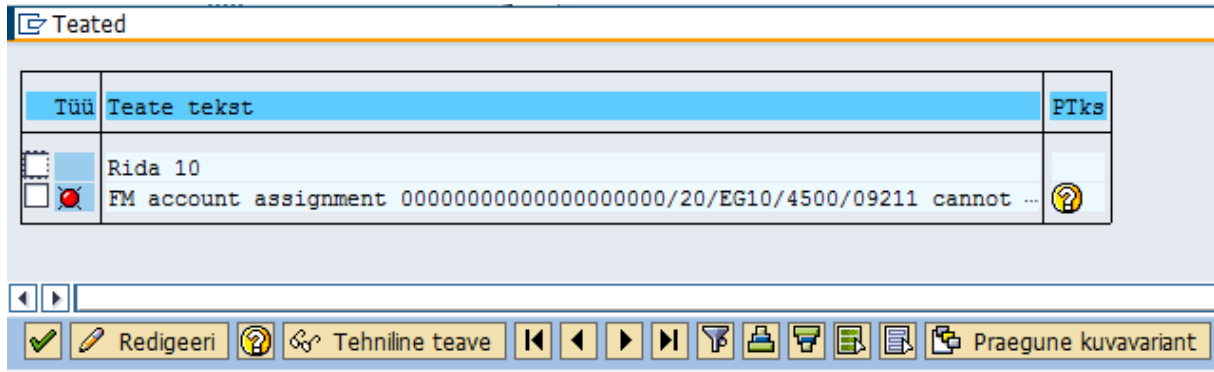 Teated
Tüü Teate tekst PTks
Rida 10
FM account assignment 00000000000000000000/20/EG10/4500/09211 cannot ...
Redigeeri Tehniline teave Praegune kuvavariant